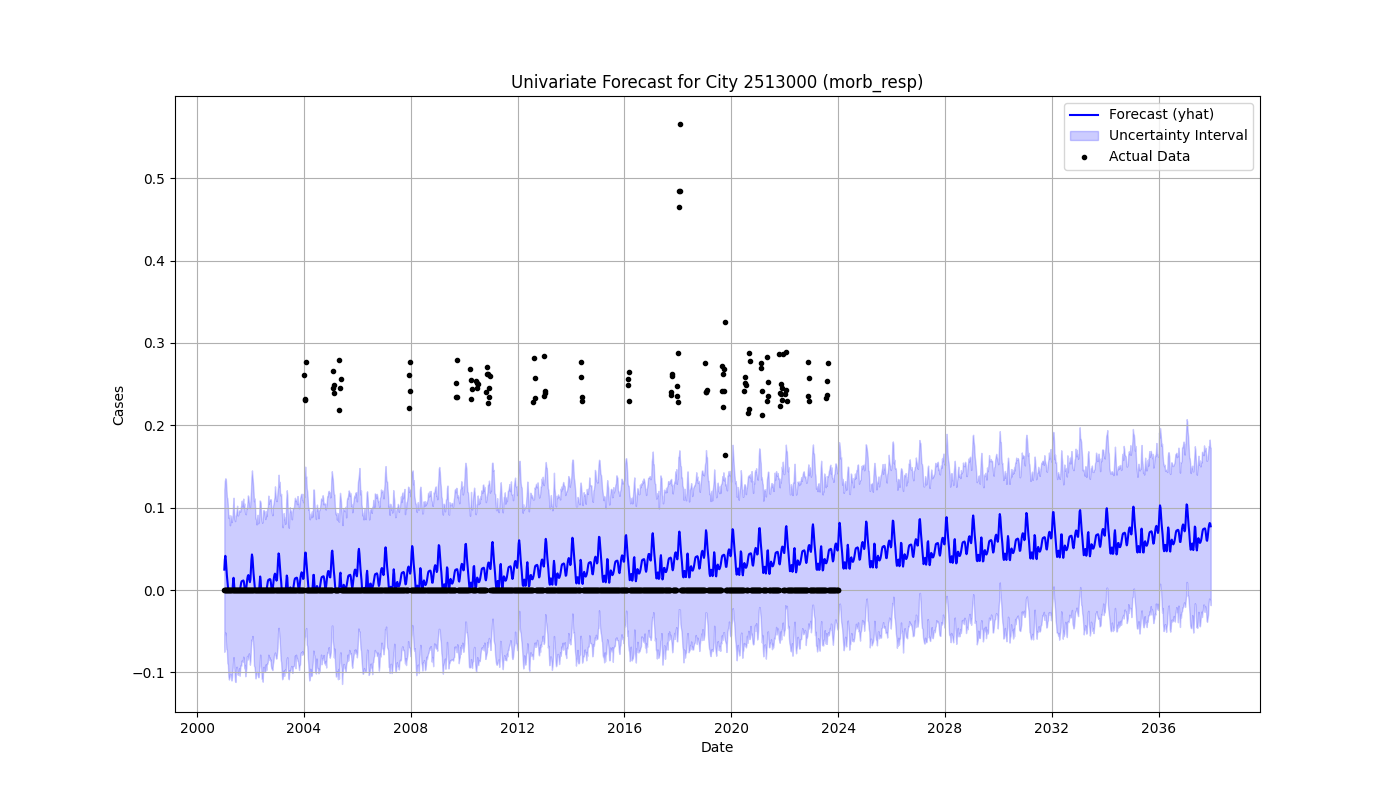 Univariate Forecast for City 2513000 (morb_resp)
Forecast (yhat)
Uncertainty Interval
Actual Data
Cases
0.5
0.4
0.3
0.2
0.1
0.0
−0.1
2000
2004
2008
2012
2016
2020
2024
2028
2032
2036
Date